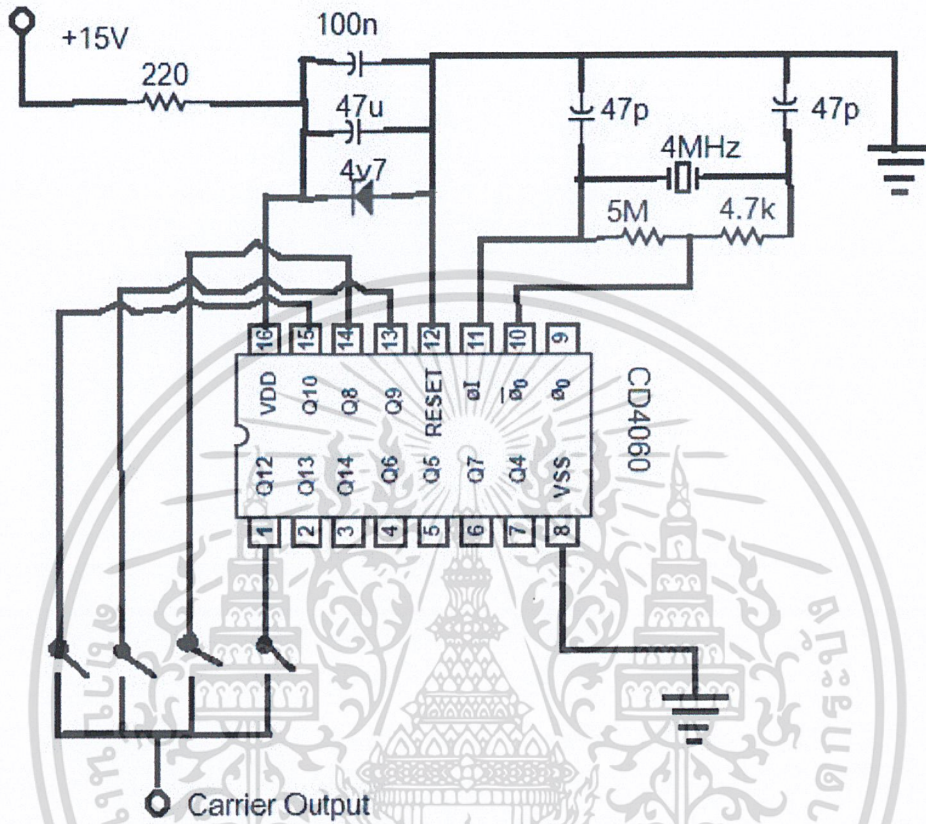 +15V
100n
220
47u
4v7
47p
47p
4MHz
5M
4.7k
16 15 14 13 12 11 10 9
VDD Q10 Q8 Q9 RESET øI ø̅0 ø0
CD4060
Q12 Q13 Q14 Q6 Q5 Q7 Q4 VSS
1 2 3 4 5 6 7 8
Carrier Output